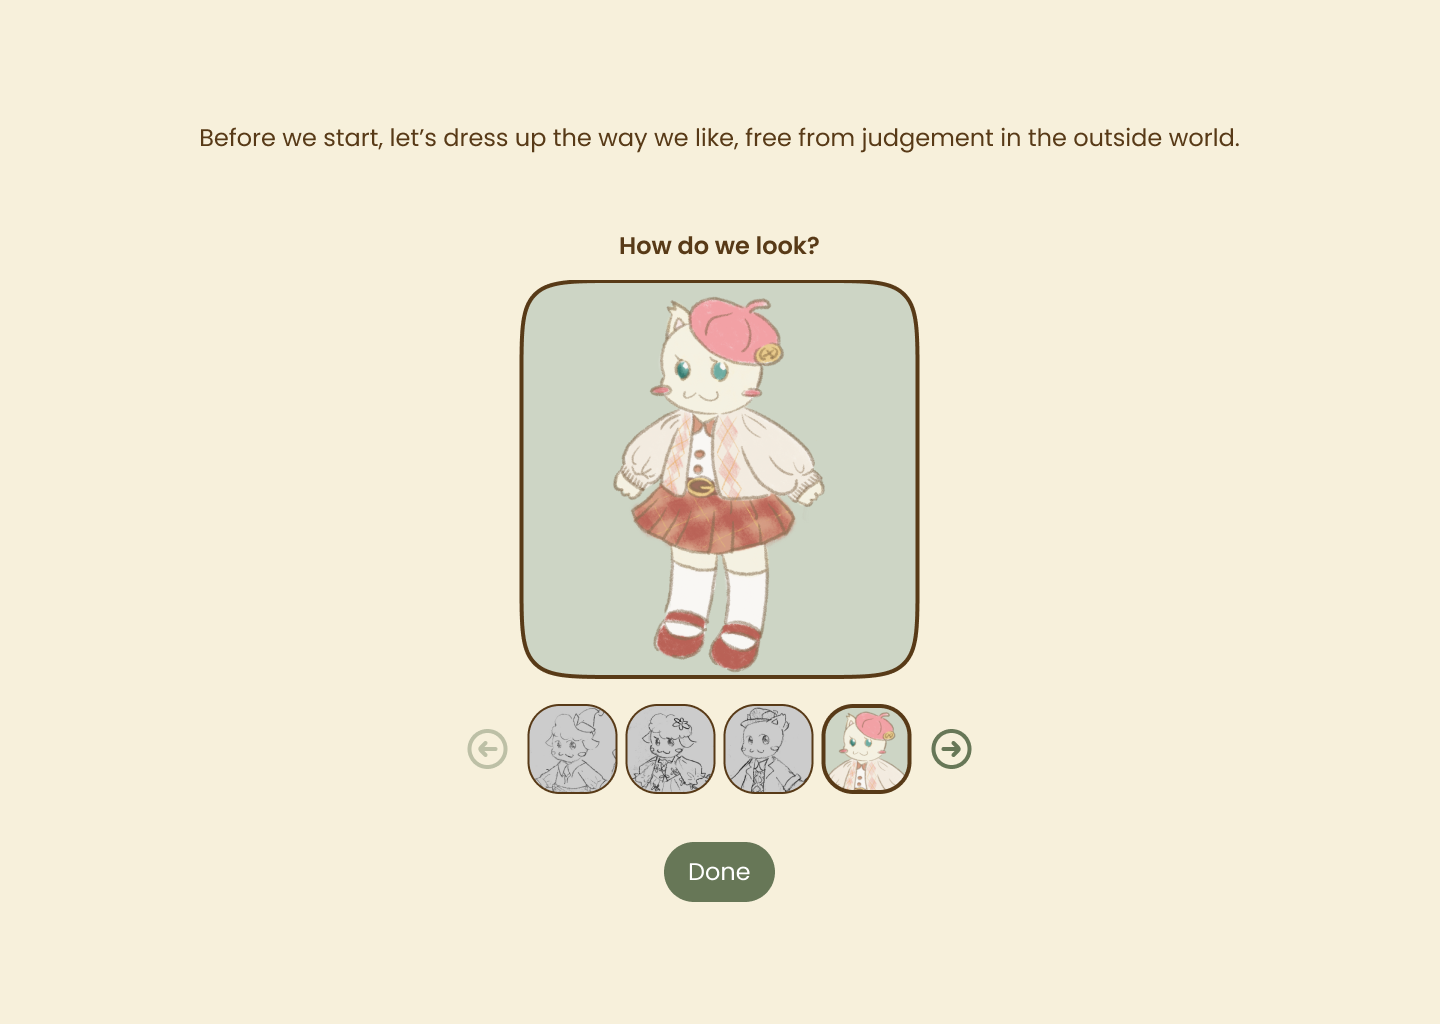 Before we start, let’s dress up the way we like, free from judgement in the outside world.
How do we look?
Done